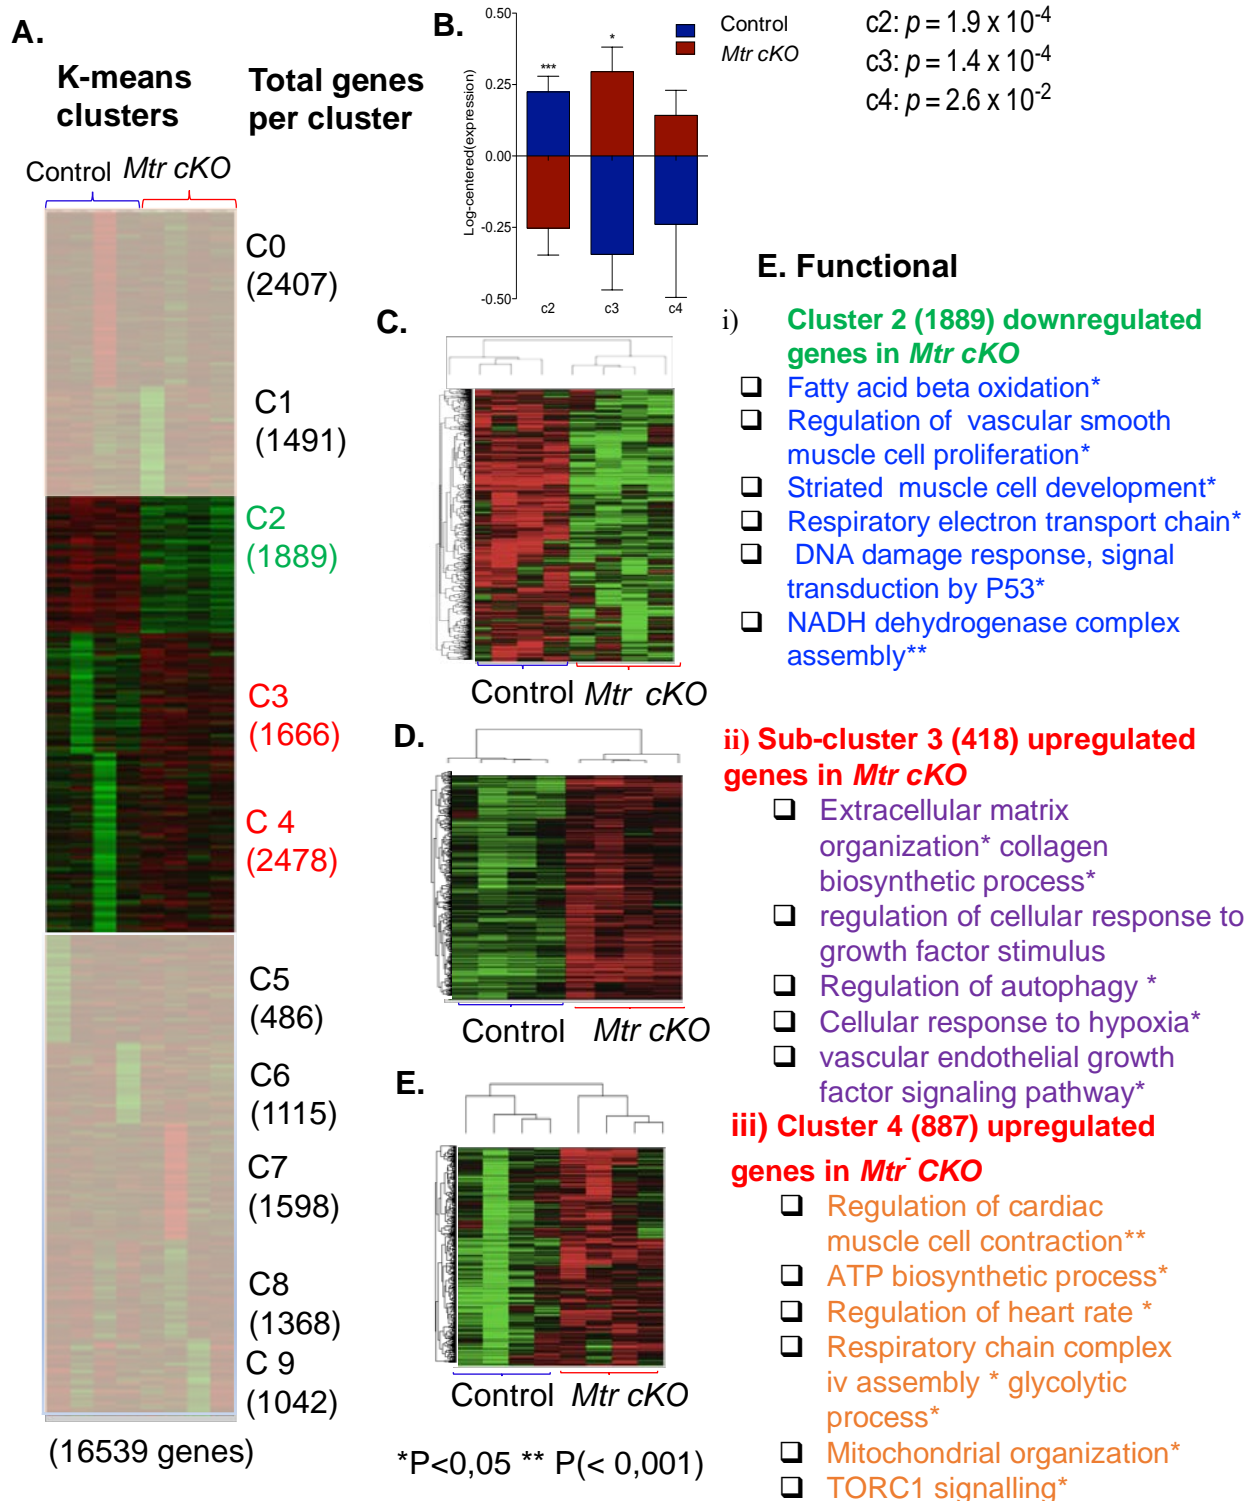 A.
K-means
clusters
Total genes
per cluster
Control Mtr cKO
C0
(2407)
C1
(1491)
C2
(1889)
C3
(1666)
C 4
(2478)
C5
(486)
C6
(1115)
C7
(1598)
C8
(1368)
C 9
(1042)
(16539 genes)
B.
Log-centered(expression)
0.50
0.25
0.00
-0.25
-0.50
***
*
c2
c3
c4
Control
Mtr cKO
c2: p = 1.9 x 10-4
c3: p = 1.4 x 10-4
c4: p = 2.6 x 10-2
C.
Control Mtr cKO
D.
Control Mtr cKO
E.
Control Mtr cKO
*P<0,05 ** P(< 0,001)
E. Functional
i) Cluster 2 (1889) downregulated
genes in Mtr cKO
Fatty acid beta oxidation*
Regulation of vascular smooth
muscle cell proliferation*
Striated muscle cell development*
Respiratory electron transport chain*
DNA damage response, signal
transduction by P53*
NADH dehydrogenase complex
assembly**
ii) Sub-cluster 3 (418) upregulated
genes in Mtr cKO
Extracellular matrix
organization* collagen
biosynthetic process*
regulation of cellular response to
growth factor stimulus
Regulation of autophagy *
Cellular response to hypoxia*
vascular endothelial growth
factor signaling pathway*
iii) Cluster 4 (887) upregulated
genes in Mtr- CKO
Regulation of cardiac
muscle cell contraction**
ATP biosynthetic process*
Regulation of heart rate *
Respiratory chain complex
iv assembly * glycolytic
process*
Mitochondrial organization*
TORC1 signalling*